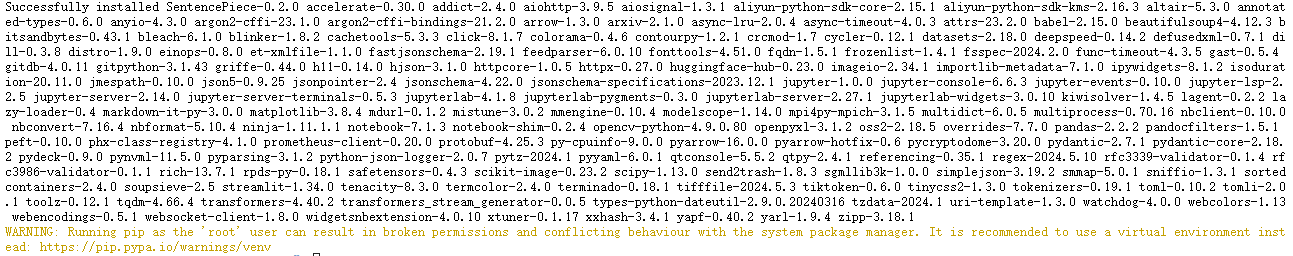 Successfully installed SentencePiece-0.2.0 accelerate-0.30.0 addict-2.4.0 aiohttp-3.9.5 aiosignal-1.3.1 aliyun-python-sdk-core-2.15.1 aliyun-python-sdk-kms-2.16.3 altair-5.3.0 annotat
ed-types-0.6.0 anyio-4.3.0 argon2-cffi-23.1.0 argon2-cffi-bindings-21.2.0 arrow-1.3.0 arxiv-2.1.0 async-lru-2.0.4 async-timeout-4.0.3 attrs-23.2.0 babel-2.15.0 beautifulsoup4-4.12.3 b
itsandbytes-0.43.1 bleach-6.1.0 blinker-1.8.2 cachetools-5.3.3 click-8.1.7 colorama-0.4.6 contourpy-1.2.1 crcmod-1.7 cycler-0.12.1 datasets-2.18.0 deepspeed-0.14.2 defusedxml-0.7.1 di
ll-0.3.8 distro-1.9.0 einops-0.8.0 et-xmlfile-1.1.0 fastjsonschema-2.19.1 feedparser-6.0.10 fonttools-4.51.0 fqdn-1.5.1 frozenlist-1.4.1 fsspec-2024.2.0 func-timeout-4.3.5 gast-0.5.4
gitdb-4.0.11 gitpython-3.1.43 griffe-0.44.0 h11-0.14.0 hjson-3.1.0 httpcore-1.0.5 httpx-0.27.0 huggingface-hub-0.23.0 imageio-2.34.1 importlib-metadata-7.1.0 ipywidgets-8.1.2 isodurat
ion-20.11.0 jmespath-0.10.0 json5-0.9.25 jsonpointer-2.4 jsonschema-4.22.0 jsonschema-specifications-2023.12.1 jupyter-1.0.0 jupyter-console-6.6.3 jupyter-events-0.10.0 jupyter-lsp-2.
2.5 jupyter-server-2.14.0 jupyter-server-terminals-0.5.3 jupyterlab-4.1.8 jupyterlab-pygments-0.3.0 jupyterlab-server-2.27.1 jupyterlab-widgets-3.0.10 kiwisolver-1.4.5 lagent-0.2.2 la
zy-loader-0.4 markdown-it-py-3.0.0 matplotlib-3.8.4 mdurl-0.1.2 mistune-3.0.2 mmengine-0.10.4 modelscope-1.14.0 mpi4py-mpich-3.1.5 multidict-6.0.5 multiprocess-0.70.16 nbclient-0.10.0
nbconvert-7.16.4 nbformat-5.10.4 ninja-1.11.1.1 notebook-7.1.3 notebook-shim-0.2.4 opencv-python-4.9.0.80 openpyxl-3.1.2 oss2-2.18.5 overrides-7.7.0 pandas-2.2.2 pandocfilters-1.5.1
peft-0.10.0 phx-class-registry-4.1.0 prometheus-client-0.20.0 protobuf-4.25.3 py-cpuinfo-9.0.0 pyarrow-16.0.0 pyarrow-hotfix-0.6 pycryptodome-3.20.0 pydantic-2.7.1 pydantic-core-2.18.
2 pydeck-0.9.0 pynvml-11.5.0 pyparsing-3.1.2 python-json-logger-2.0.7 pytz-2024.1 pyyaml-6.0.1 qtconsole-5.5.2 qtpy-2.4.1 referencing-0.35.1 regex-2024.5.10 rfc3339-validator-0.1.4 rf
c3986-validator-0.1.1 rich-13.7.1 rpds-py-0.18.1 safetensors-0.4.3 scikit-image-0.23.2 scipy-1.13.0 send2trash-1.8.3 sgmllib3k-1.0.0 simplejson-3.19.2 smmap-5.0.1 sniffio-1.3.1 sorted
containers-2.4.0 soupsieve-2.5 streamlit-1.34.0 tenacity-8.3.0 termcolor-2.4.0 terminado-0.18.1 tifffile-2024.5.3 tiktoken-0.6.0 tinycss2-1.3.0 tokenizers-0.19.1 toml-0.10.2 tomli-2.0
.1 toolz-0.12.1 tqdm-4.66.4 transformers-4.40.2 transformers_stream_generator-0.0.5 types-python-dateutil-2.9.0.20240316 tzdata-2024.1 uri-template-1.3.0 watchdog-4.0.0 webcolors-1.13
webencodings-0.5.1 websocket-client-1.8.0 widgetsnbextension-4.0.10 xtuner-0.1.17 xxhash-3.4.1 yapf-0.40.2 yarl-1.9.4 zipp-3.18.1
WARNING: Running pip as the 'root' user can result in broken permissions and conflicting behaviour with the system package manager. It is recommended to use a virtual environment inst
ead: https://pip.pypa.io/warnings/venv